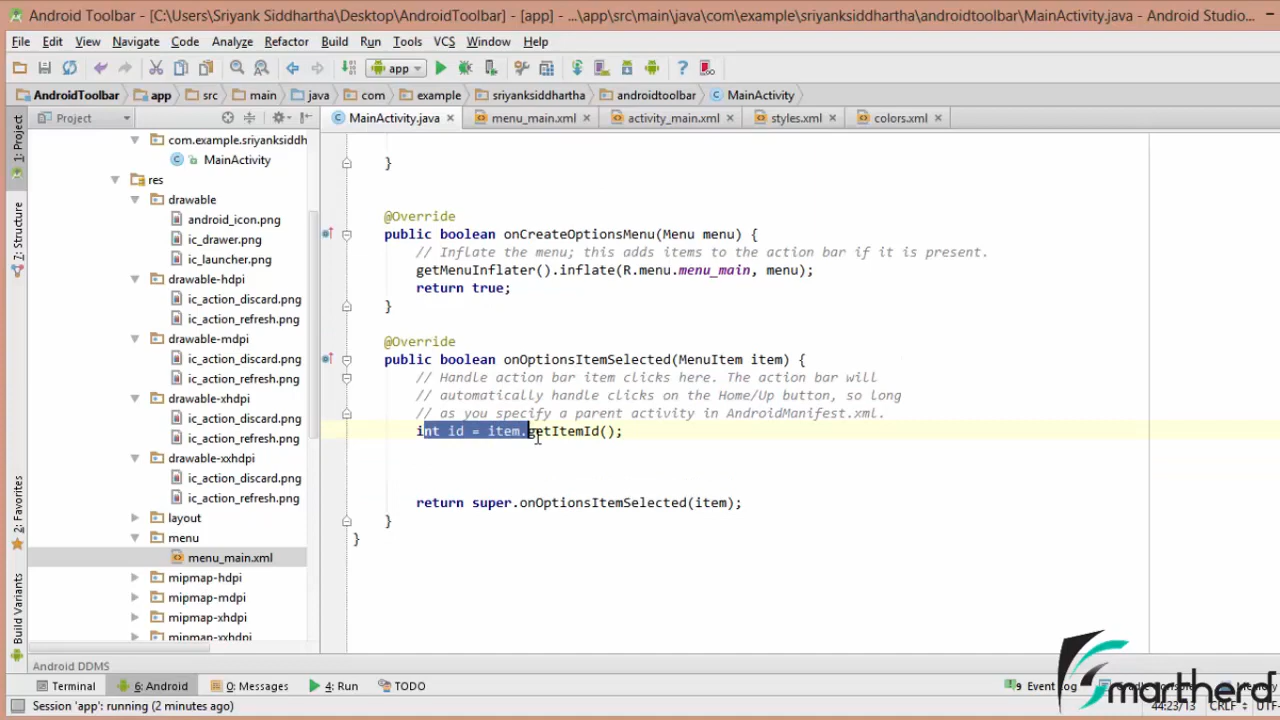 Android Toolbar - [C:\Users\Sriyank Siddhartha\Desktop\AndroidToolbar] - [app] - ...\app\src\main\java\com\example\sriyanksiddhartha\androidtoolbar\MainActivity.java - Android Studio...
File Edit View Navigate Code Analyze Refactor Build Run Tools VCS Window Help
app
AndroidToolbar app src main java com example sriyanksiddhartha androidtoolbar MainActivity
Project MainActivity.java menu_main.xml activity_main.xml styles.xml colors.xml
1: Project
7: Structure
2: Favorites
Build Variants
com.example.sriyanksiddh
MainActivity
res
drawable
android_icon.png
ic_drawer.png
ic_launcher.png
drawable-hdpi
ic_action_discard.png
ic_action_refresh.png
drawable-mdpi
ic_action_discard.png
ic_action_refresh.png
drawable-xhdpi
ic_action_discard.png
ic_action_refresh.png
drawable-xxhdpi
ic_action_discard.png
ic_action_refresh.png
layout
menu
menu_main.xml
mipmap-hdpi
mipmap-mdpi
mipmap-xhdpi
mipmap-xxhdpi
}
@Override
public boolean onCreateOptionsMenu(Menu menu) {
// Inflate the menu; this adds items to the action bar if it is present.
getMenuInflater().inflate(R.menu.menu_main, menu);
return true;
}
@Override
public boolean onOptionsItemSelected(MenuItem item) {
// Handle action bar item clicks here. The action bar will
// automatically handle clicks on the Home/Up button, so long
// as you specify a parent activity in AndroidManifest.xml.
int id = item.getItemId();
return super.onOptionsItemSelected(item);
}
}
Android DDMS
Terminal 6: Android 0: Messages 4: Run TODO 9 Event Log
Session 'app': running (2 minutes ago) 44:23/13 CRLF UTF-
smartherd